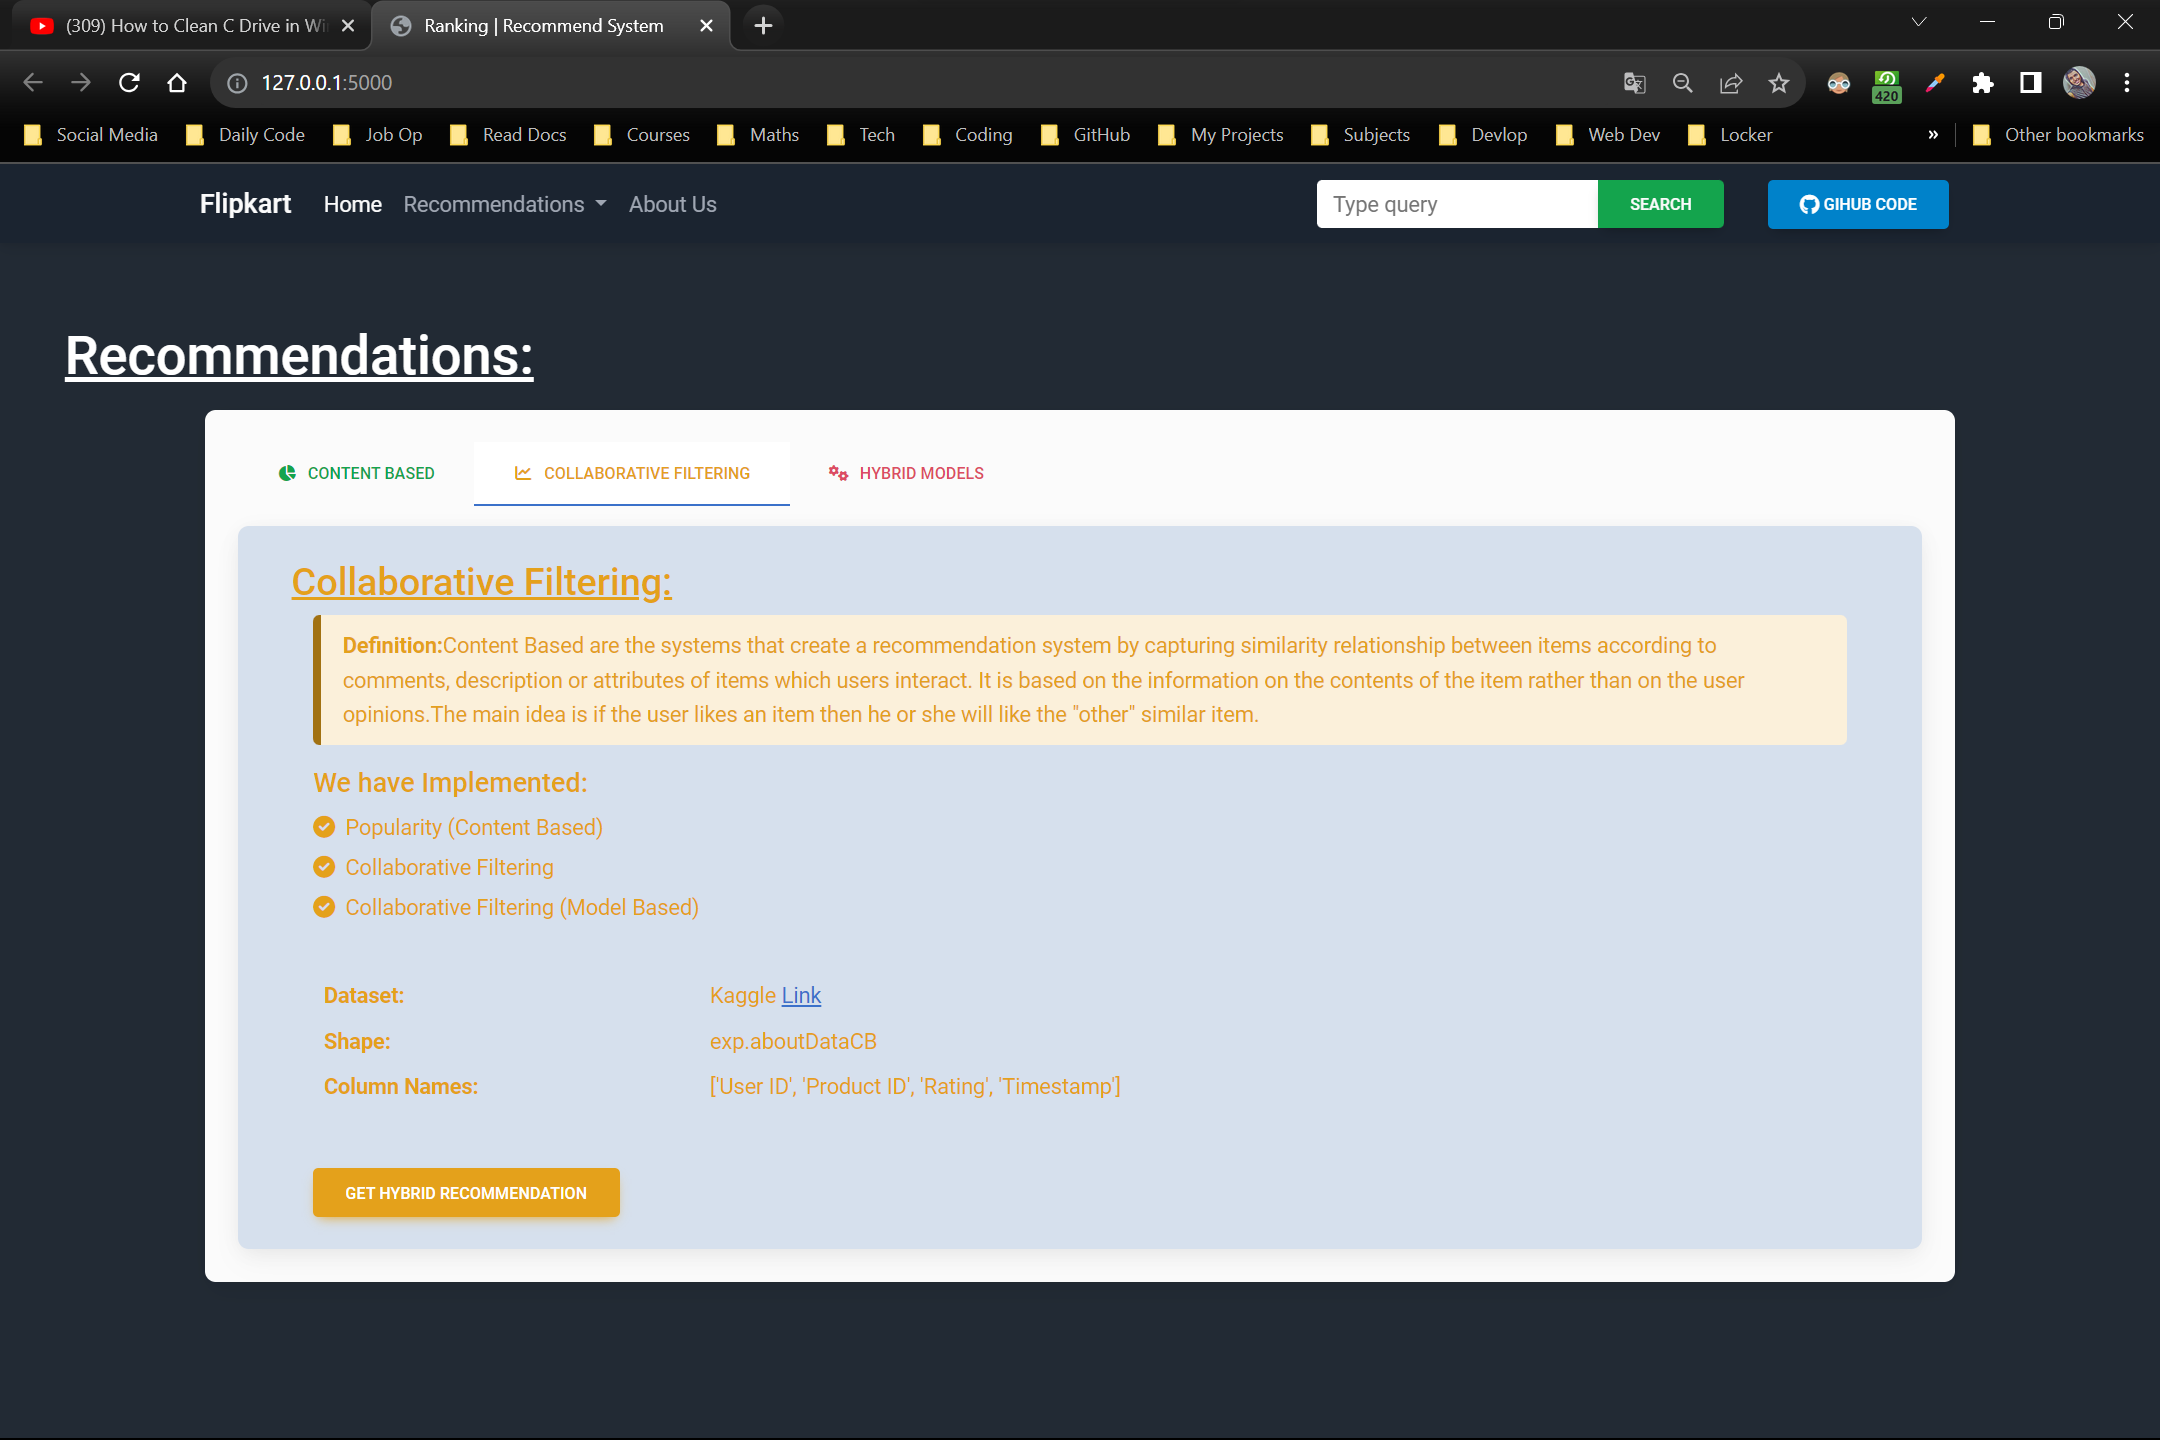 (309) How to Clean C Drive in Wi
Ranking | Recommend System
127.0.0.1:5000
420
Social Media
Daily Code
Job Op
Read Docs
Courses
Maths
Tech
Coding
GitHub
My Projects
Subjects
Devlop
Web Dev
Locker
»
Other bookmarks
Flipkart
Home
Recommendations
About Us
Type query
SEARCH
GIHUB CODE
Recommendations:
CONTENT BASED
COLLABORATIVE FILTERING
HYBRID MODELS
Collaborative Filtering:
Definition:Content Based are the systems that create a recommendation system by capturing similarity relationship between items according to
comments, description or attributes of items which users interact. It is based on the information on the contents of the item rather than on the user
opinions.The main idea is if the user likes an item then he or she will like the "other" similar item.
We have Implemented:
Popularity (Content Based)
Collaborative Filtering
Collaborative Filtering (Model Based)
Dataset: Kaggle Link
Shape: exp.aboutDataCB
Column Names: ['User ID', 'Product ID', 'Rating', 'Timestamp']
GET HYBRID RECOMMENDATION